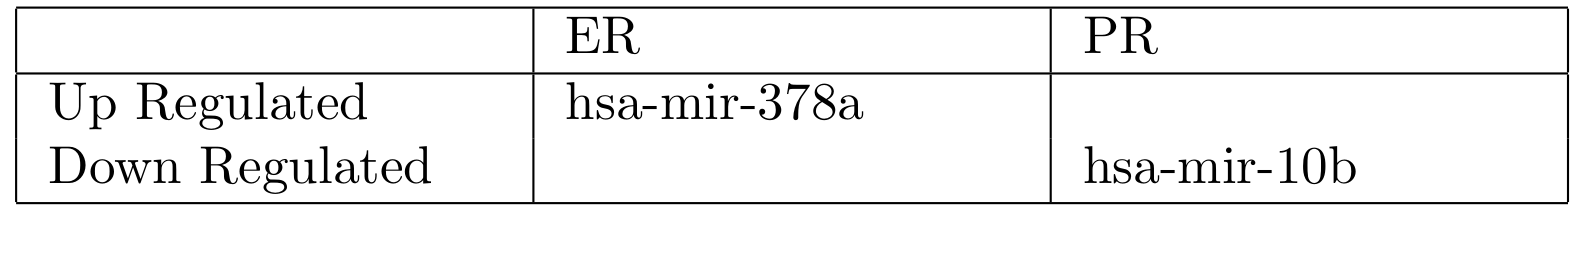 ER PR
Up Regulated hsa-mir-378a
Down Regulated hsa-mir-10b